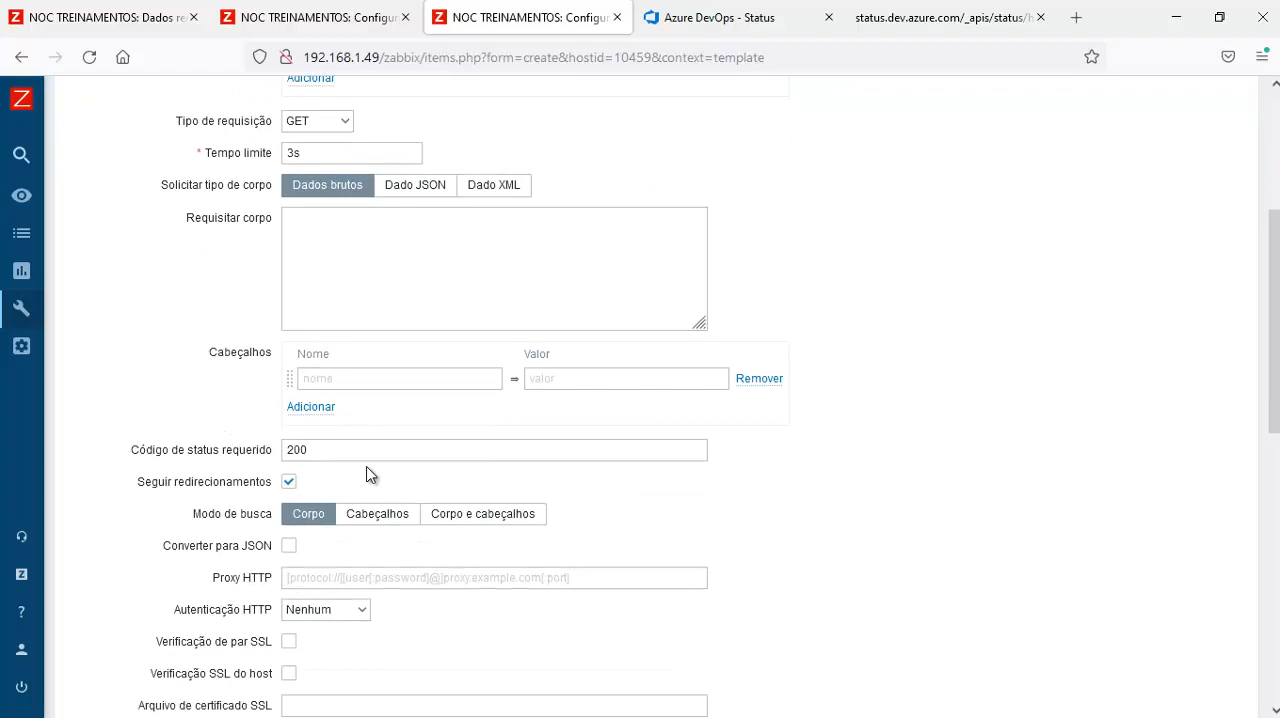 NOC TREINAMENTOS: Dados re
NOC TREINAMENTOS: Configur
NOC TREINAMENTOS: Configur
Azure DevOps - Status
status.dev.azure.com/_apis/status/h
192.168.1.49/zabbix/items.php?form=create&hostid=10459&context=template
Z
Adicionar
Tipo de requisição GET
* Tempo limite 3s
Solicitar tipo de corpo Dados brutos Dado JSON Dado XML
Requisitar corpo
Cabeçalhos Nome Valor
nome ⇒ valor Remover
Adicionar
Código de status requerido 200
Seguir redirecionamentos
Modo de busca Corpo Cabeçalhos Corpo e cabeçalhos
Converter para JSON
Proxy HTTP [protocol://][user[:password]@]proxy.example.com[:port]
Autenticação HTTP Nenhum
Verificação de par SSL
Verificação SSL do host
Arquivo de certificado SSL